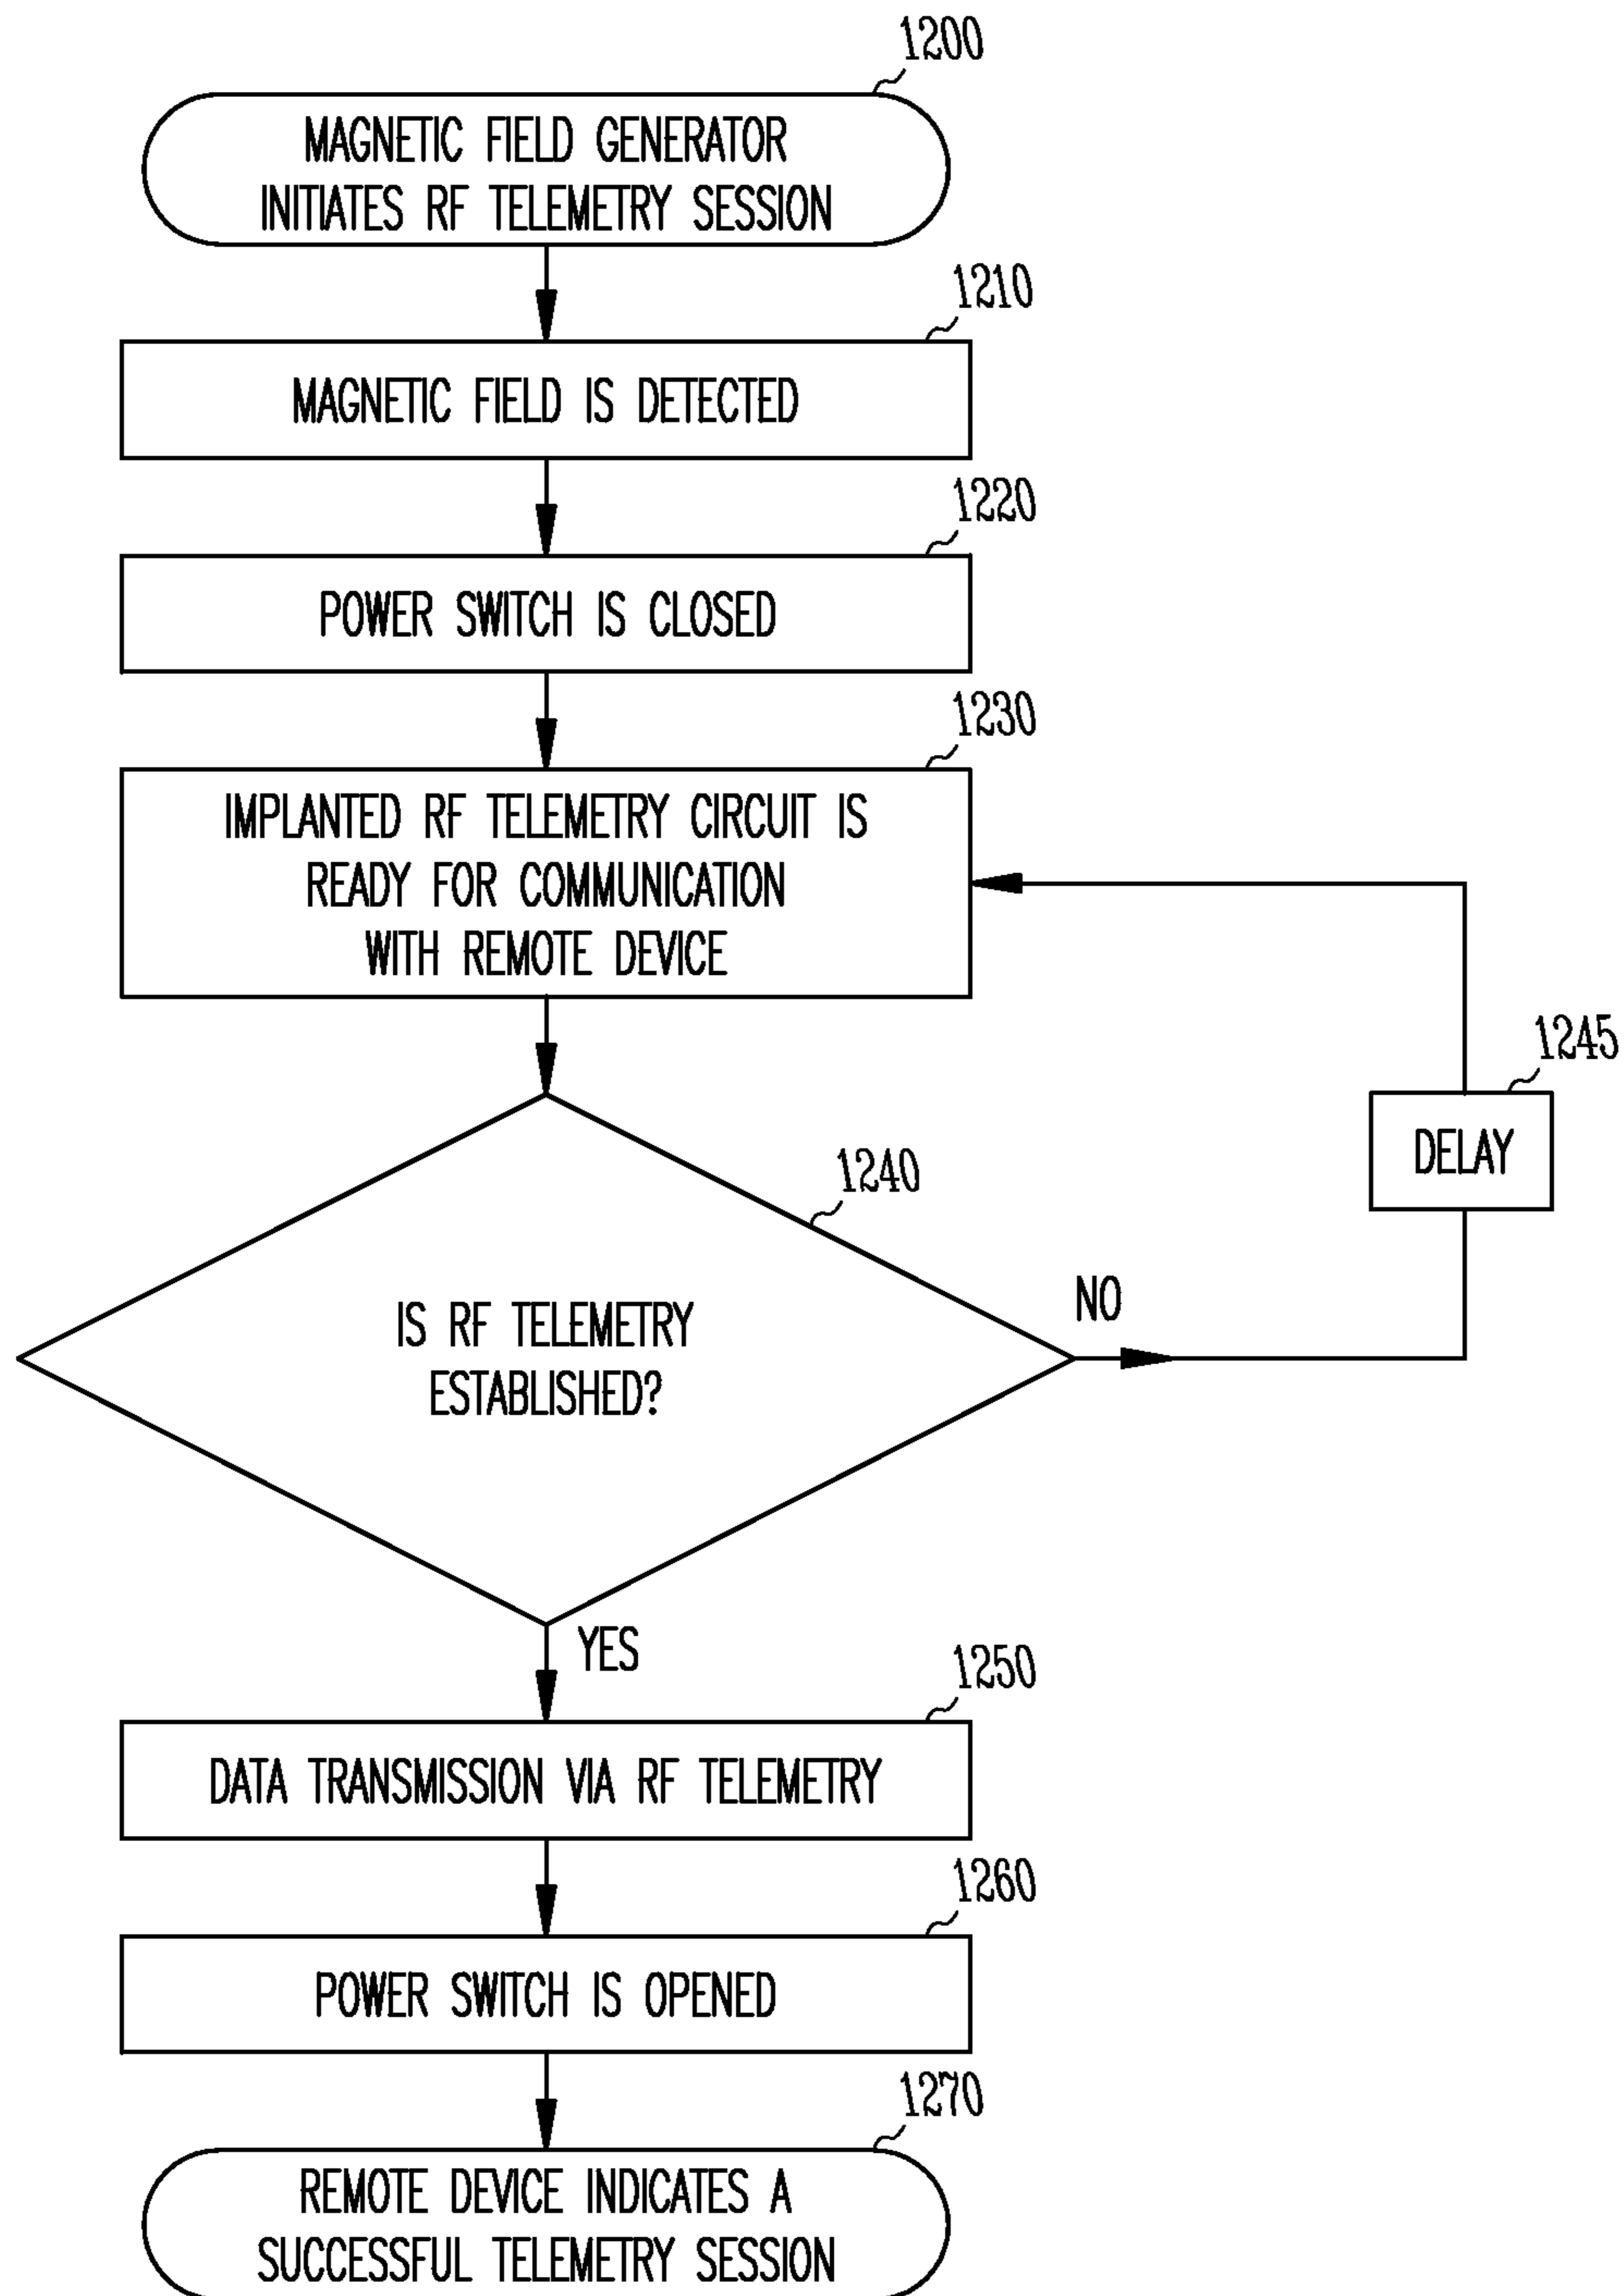 1200
MAGNETIC FIELD GENERATOR
INITIATES RF TELEMETRY SESSION
1210
MAGNETIC FIELD IS DETECTED
1220
POWER SWITCH IS CLOSED
1230
IMPLANTED RF TELEMETRY CIRCUIT IS
READY FOR COMMUNICATION
WITH REMOTE DEVICE
1245
DELAY
1240
NO
IS RF TELEMETRY
ESTABLISHED?
YES
1250
DATA TRANSMISSION VIA RF TELEMETRY
1260
POWER SWITCH IS OPENED
1270
REMOTE DEVICE INDICATES A
SUCCESSFUL TELEMETRY SESSION